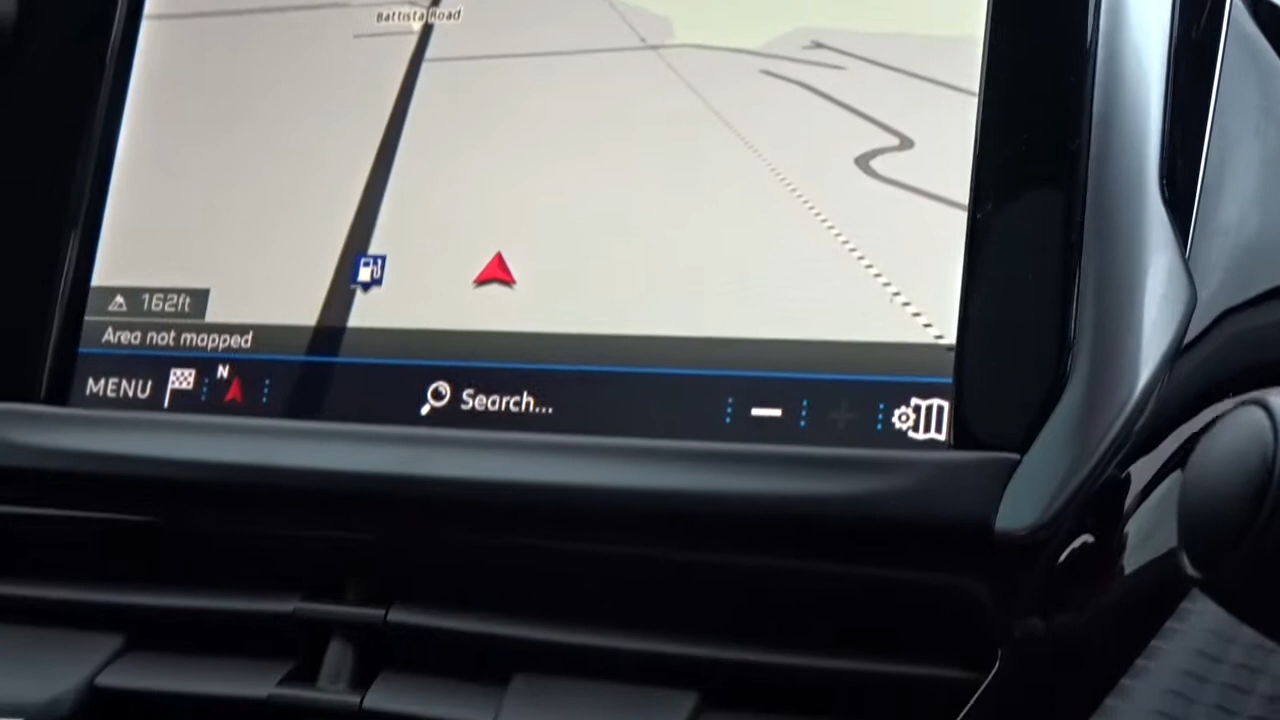 Battista Road
162ft
Area not mapped
MENU
N
Search...